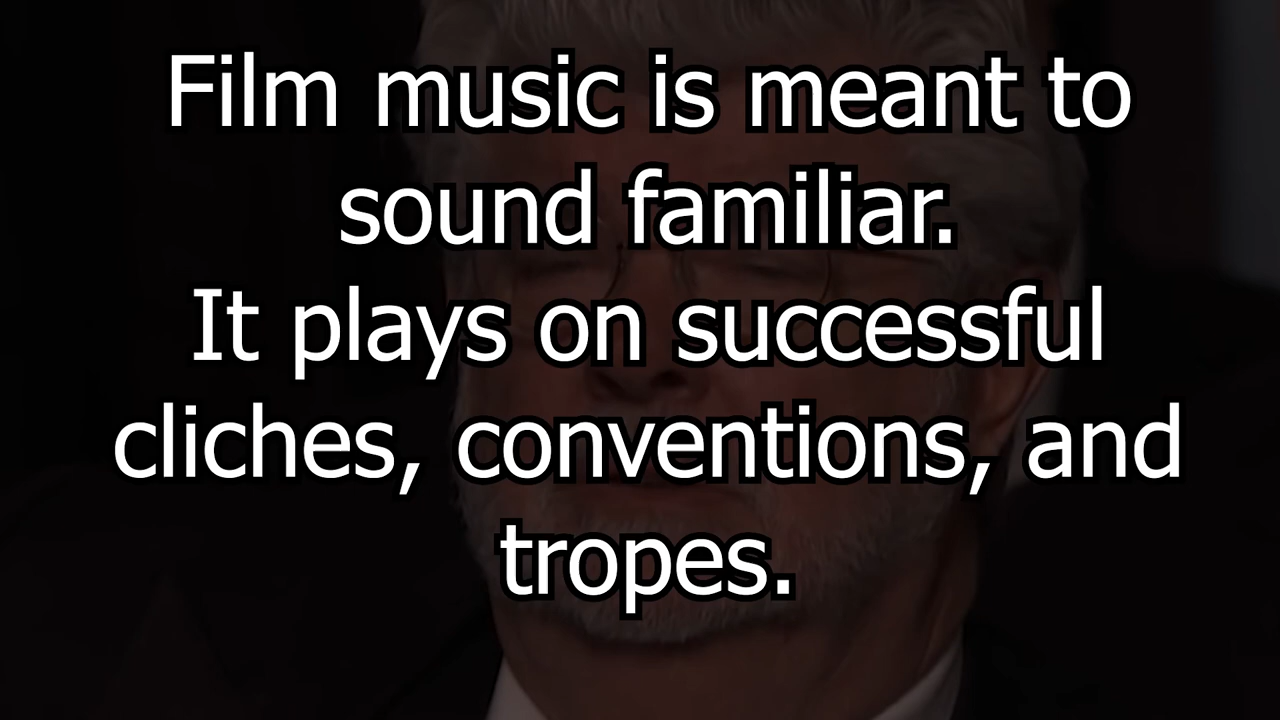 Film music is meant to
sound familiar.
It plays on successful
cliches, conventions, and
tropes.